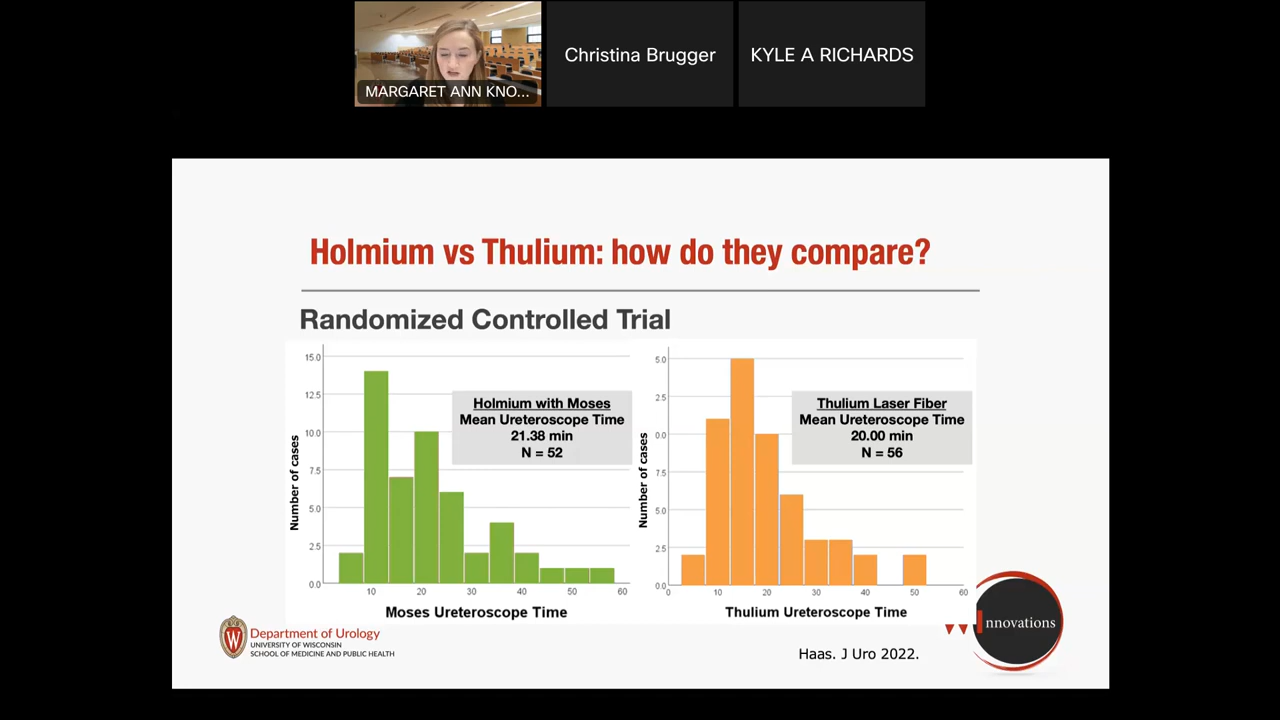 MARGARET ANN KNO...
Christina Brugger
KYLE A RICHARDS
Holmium vs Thulium: how do they compare?
Randomized Controlled Trial
15.0
12.5
10.0
7.5
5.0
2.5
0.0
Number of cases
Holmium with Moses
Mean Ureteroscope Time
21.38 min
N = 52
10 20 30 40 50 60
Moses Ureteroscope Time
5.0
2.5
0.0
7.5
5.0
2.5
0.0
Number of cases
Thulium Laser Fiber
Mean Ureteroscope Time
20.00 min
N = 56
0 10 20 30 40 50 60
Thulium Ureteroscope Time
W
Department of Urology
UNIVERSITY OF WISCONSIN
SCHOOL OF MEDICINE AND PUBLIC HEALTH
Haas. J Uro 2022.
Innovations